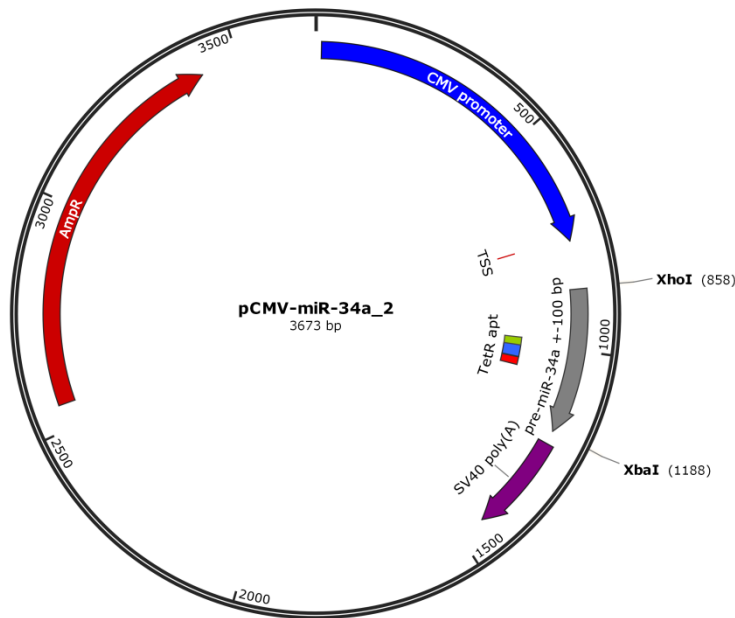 3500
CMV promoter
500
AmpR
3000
TSS
XhoI (858)
pCMV-miR-34a_2
3673 bp
pre-miR-34a +-100 bp
1000
TetR apt
SV40 poly(A)
XbaI (1188)
2500
1500
2000